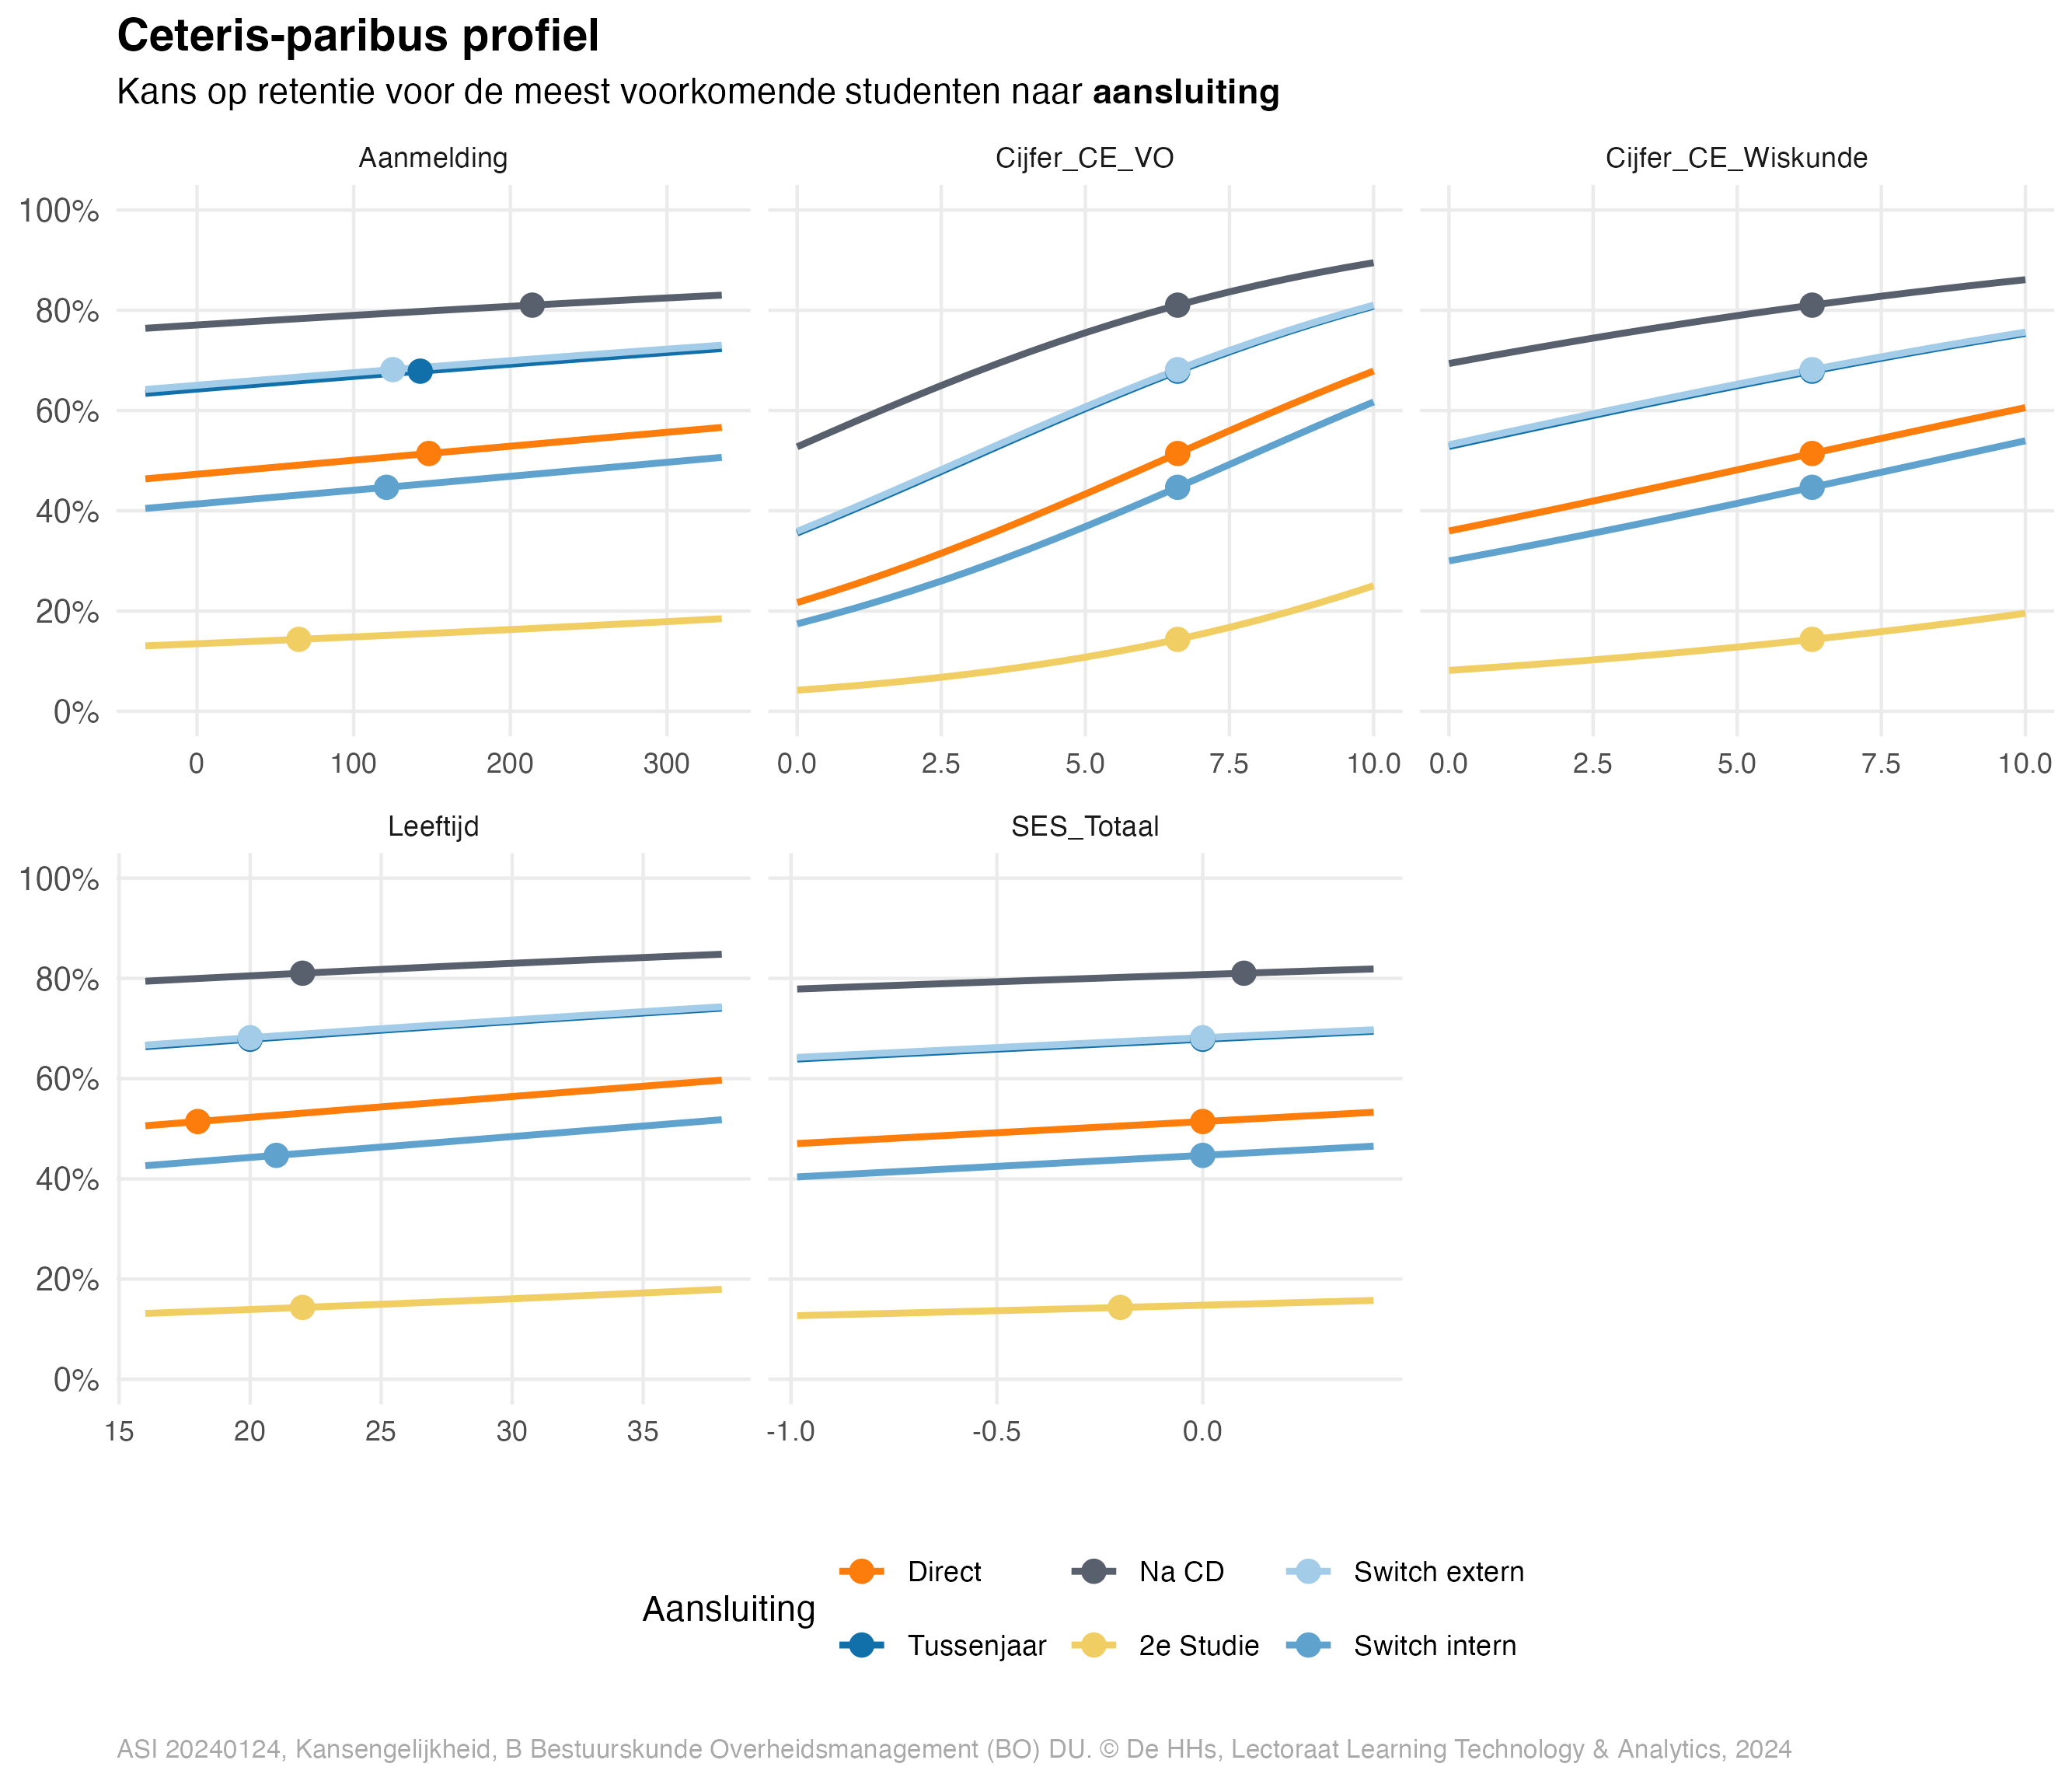 Ceteris-paribus profiel
Kans op retentie voor de meest voorkomende studenten naar aansluiting
Aanmelding
Cijfer_CE_VO
Cijfer_CE_Wiskunde
100%
80%
60%
40%
20%
0%
0 100 200 300
0.0 2.5 5.0 7.5 10.0
0.0 2.5 5.0 7.5 10.0
Leeftijd
SES_Totaal
100%
80%
60%
40%
20%
0%
15 20 25 30 35
-1.0 -0.5 0.0
Aansluiting
Direct
Na CD
Switch extern
Tussenjaar
2e Studie
Switch intern
ASI 20240124, Kansengelijkheid, B Bestuurskunde Overheidsmanagement (BO) DU. © De HHs, Lectoraat Learning Technology & Analytics, 2024